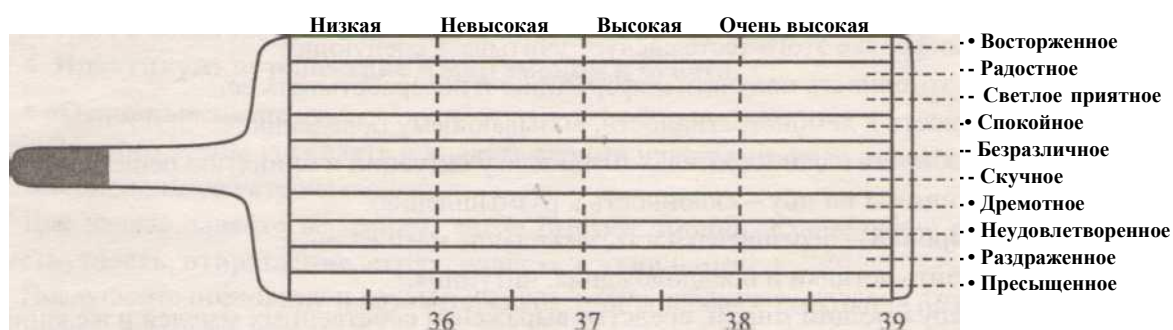 Низкая Невысокая Высокая Очень высокая
Восторженное
Радостное
Светлое приятное
Спокойное
Безразличное
Скучное
Дремотное
Неудовлетворенное
Раздраженное
Пресыщенное
36 37 38 39